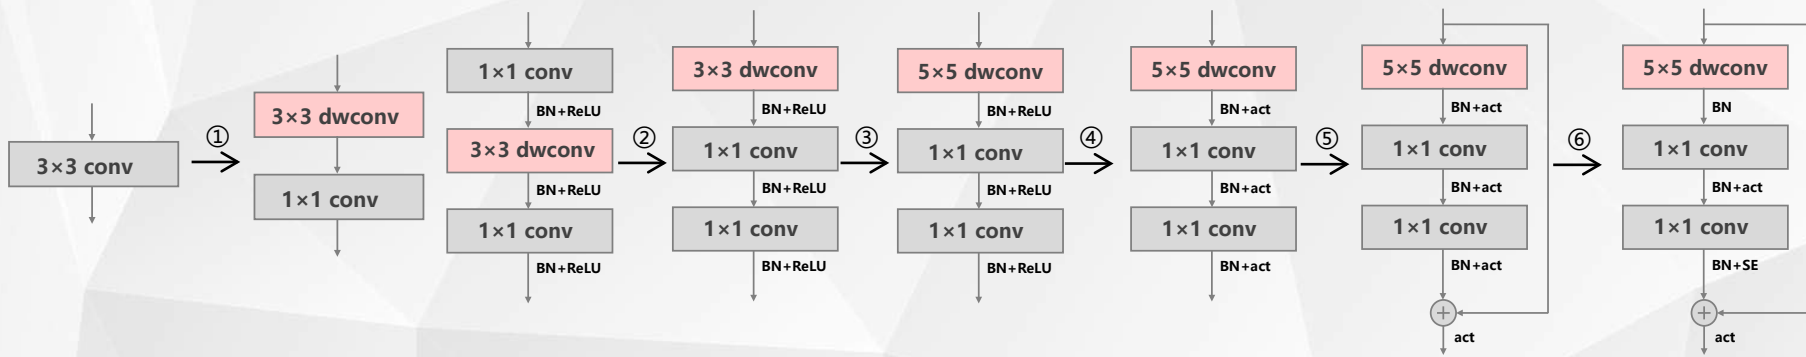 3×3 conv
①
3×3 dwconv
1×1 conv
1×1 conv
BN+ReLU
3×3 dwconv
BN+ReLU
1×1 conv
BN+ReLU
②
3×3 dwconv
BN+ReLU
1×1 conv
BN+ReLU
1×1 conv
BN+ReLU
③
5×5 dwconv
BN+ReLU
1×1 conv
BN+ReLU
1×1 conv
BN+ReLU
④
5×5 dwconv
BN+act
1×1 conv
BN+act
1×1 conv
BN+act
⑤
5×5 dwconv
BN+act
1×1 conv
BN+act
1×1 conv
BN+act
+
act
⑥
5×5 dwconv
BN
1×1 conv
BN+act
1×1 conv
BN+SE
+
act